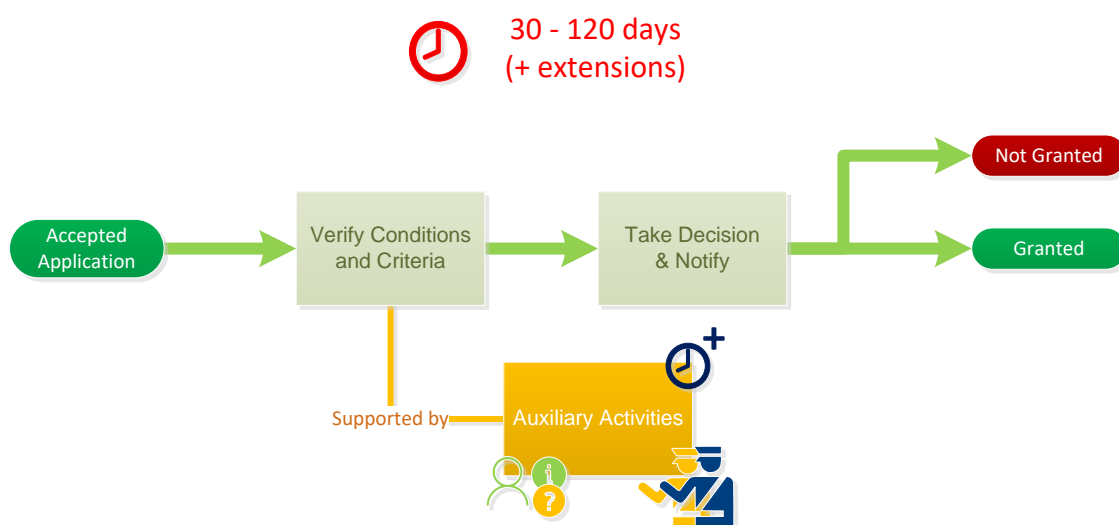 30 - 120 days
(+ extensions)
Not Granted
Accepted
Application
Verify Conditions
and Criteria
Take Decision
& Notify
Granted
Supported by
Auxiliary Activities
i
?